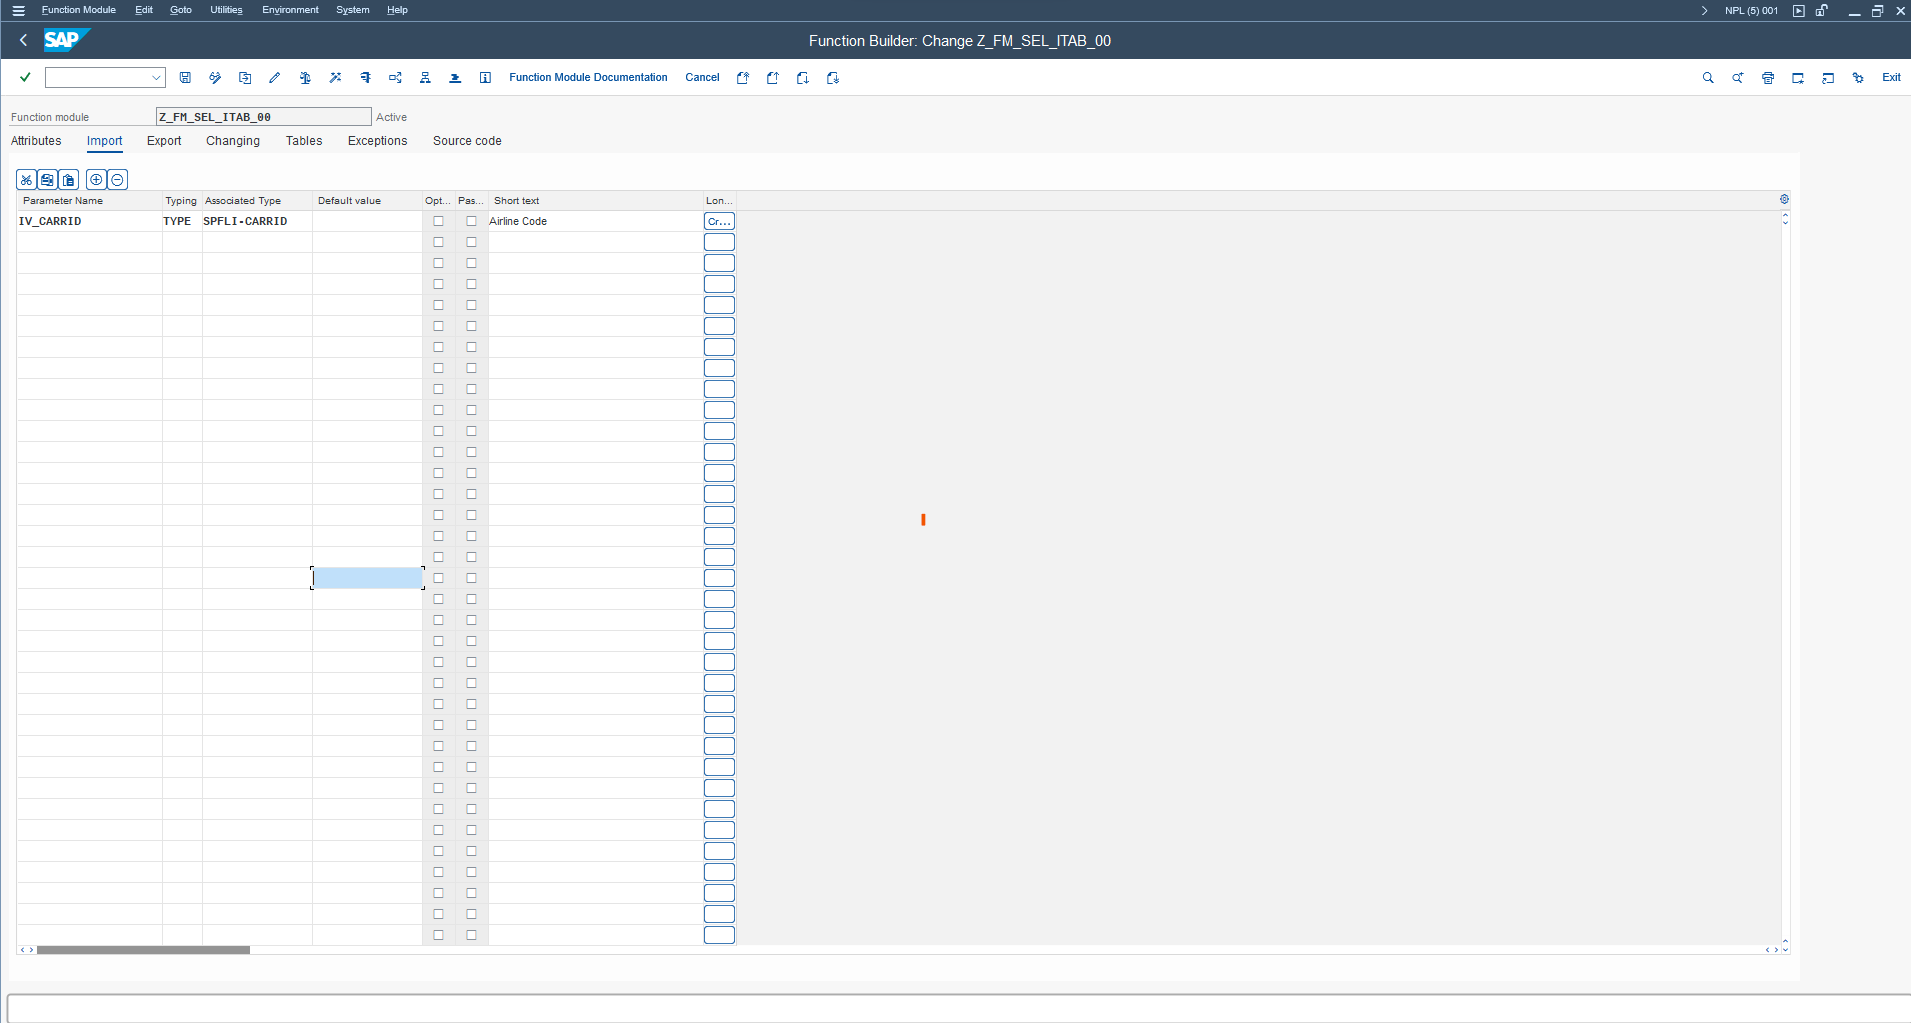 Function Module Edit Goto Utilities Environment System Help NPL (5) 001
SAP Function Builder: Change Z_FM_SEL_ITAB_00
Function Module Documentation Cancel Exit
Function module Z_FM_SEL_ITAB_00 Active
Attributes Import Export Changing Tables Exceptions Source code
Parameter Name Typing Associated Type Default value Opt... Pas... Short text Lon...
IV_CARRID TYPE SPFLI-CARRID Airline Code Cr...